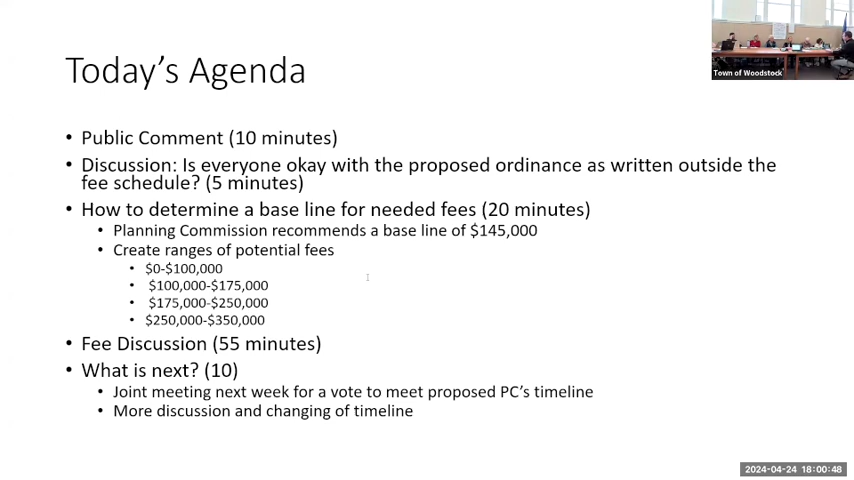 Town of Woodstock
Today's Agenda
• Public Comment (10 minutes)
• Discussion: Is everyone okay with the proposed ordinance as written outside the
fee schedule? (5 minutes)
• How to determine a base line for needed fees (20 minutes)
• Planning Commission recommends a base line of $145,000
• Create ranges of potential fees
• $0-$100,000
• $100,000-$175,000
• $175,000-$250,000
• $250,000-$350,000
• Fee Discussion (55 minutes)
• What is next? (10)
• Joint meeting next week for a vote to meet proposed PC's timeline
• More discussion and changing of timeline
2024-04-24 18:00:48